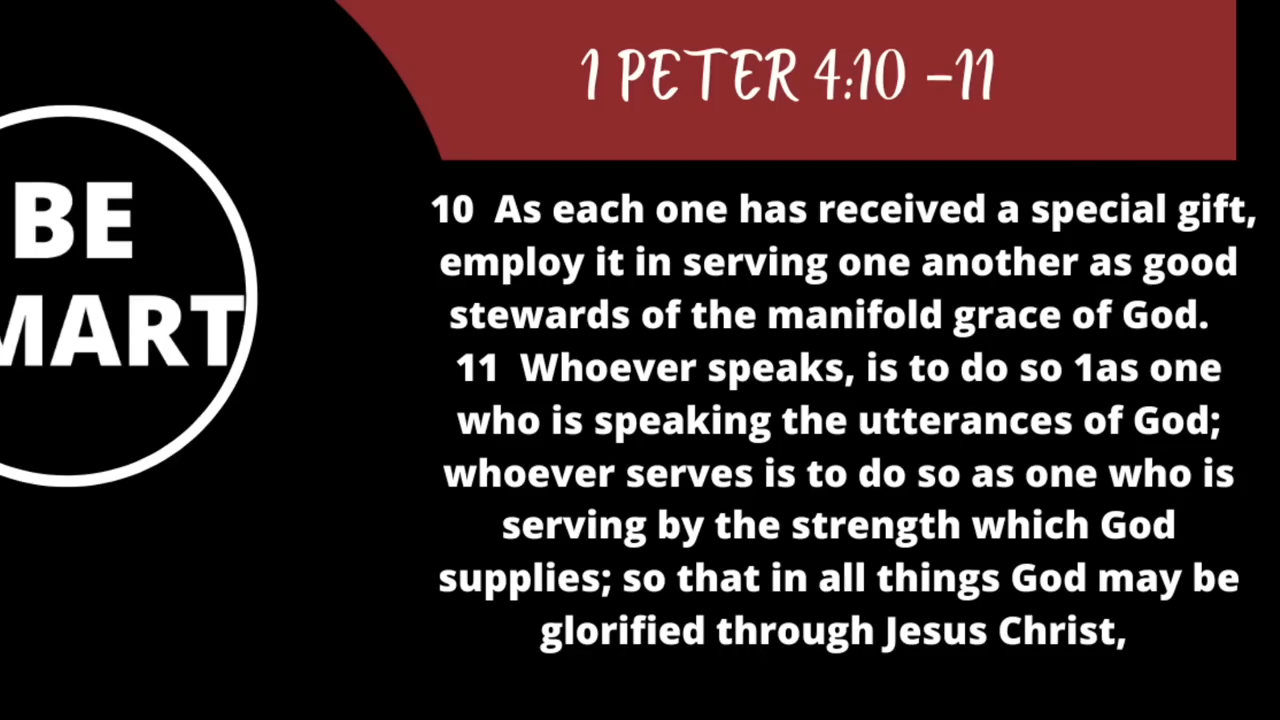 1 PETER 4:10 -11
BE
MART
10 As each one has received a special gift,
employ it in serving one another as good
stewards of the manifold grace of God.
11 Whoever speaks, is to do so 1as one
who is speaking the utterances of God;
whoever serves is to do so as one who is
serving by the strength which God
supplies; so that in all things God may be
glorified through Jesus Christ,